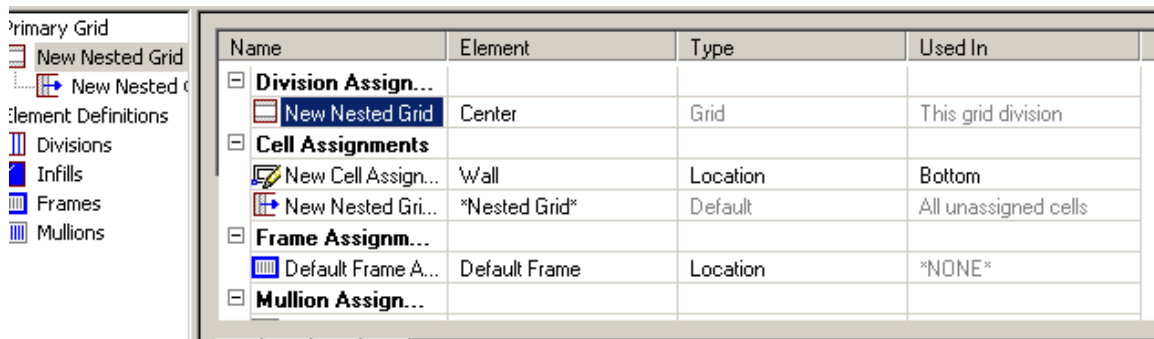 Primary Grid
New Nested Grid
New Nested
Element Definitions
Divisions
Infills
Frames
Mullions
Name Element Type Used In
Division Assign...
New Nested Grid Center Grid This grid division
Cell Assignments
New Cell Assign... Wall Location Bottom
New Nested Gri... *Nested Grid* Default All unassigned cells
Frame Assignm...
Default Frame A... Default Frame Location *NONE*
Mullion Assign...